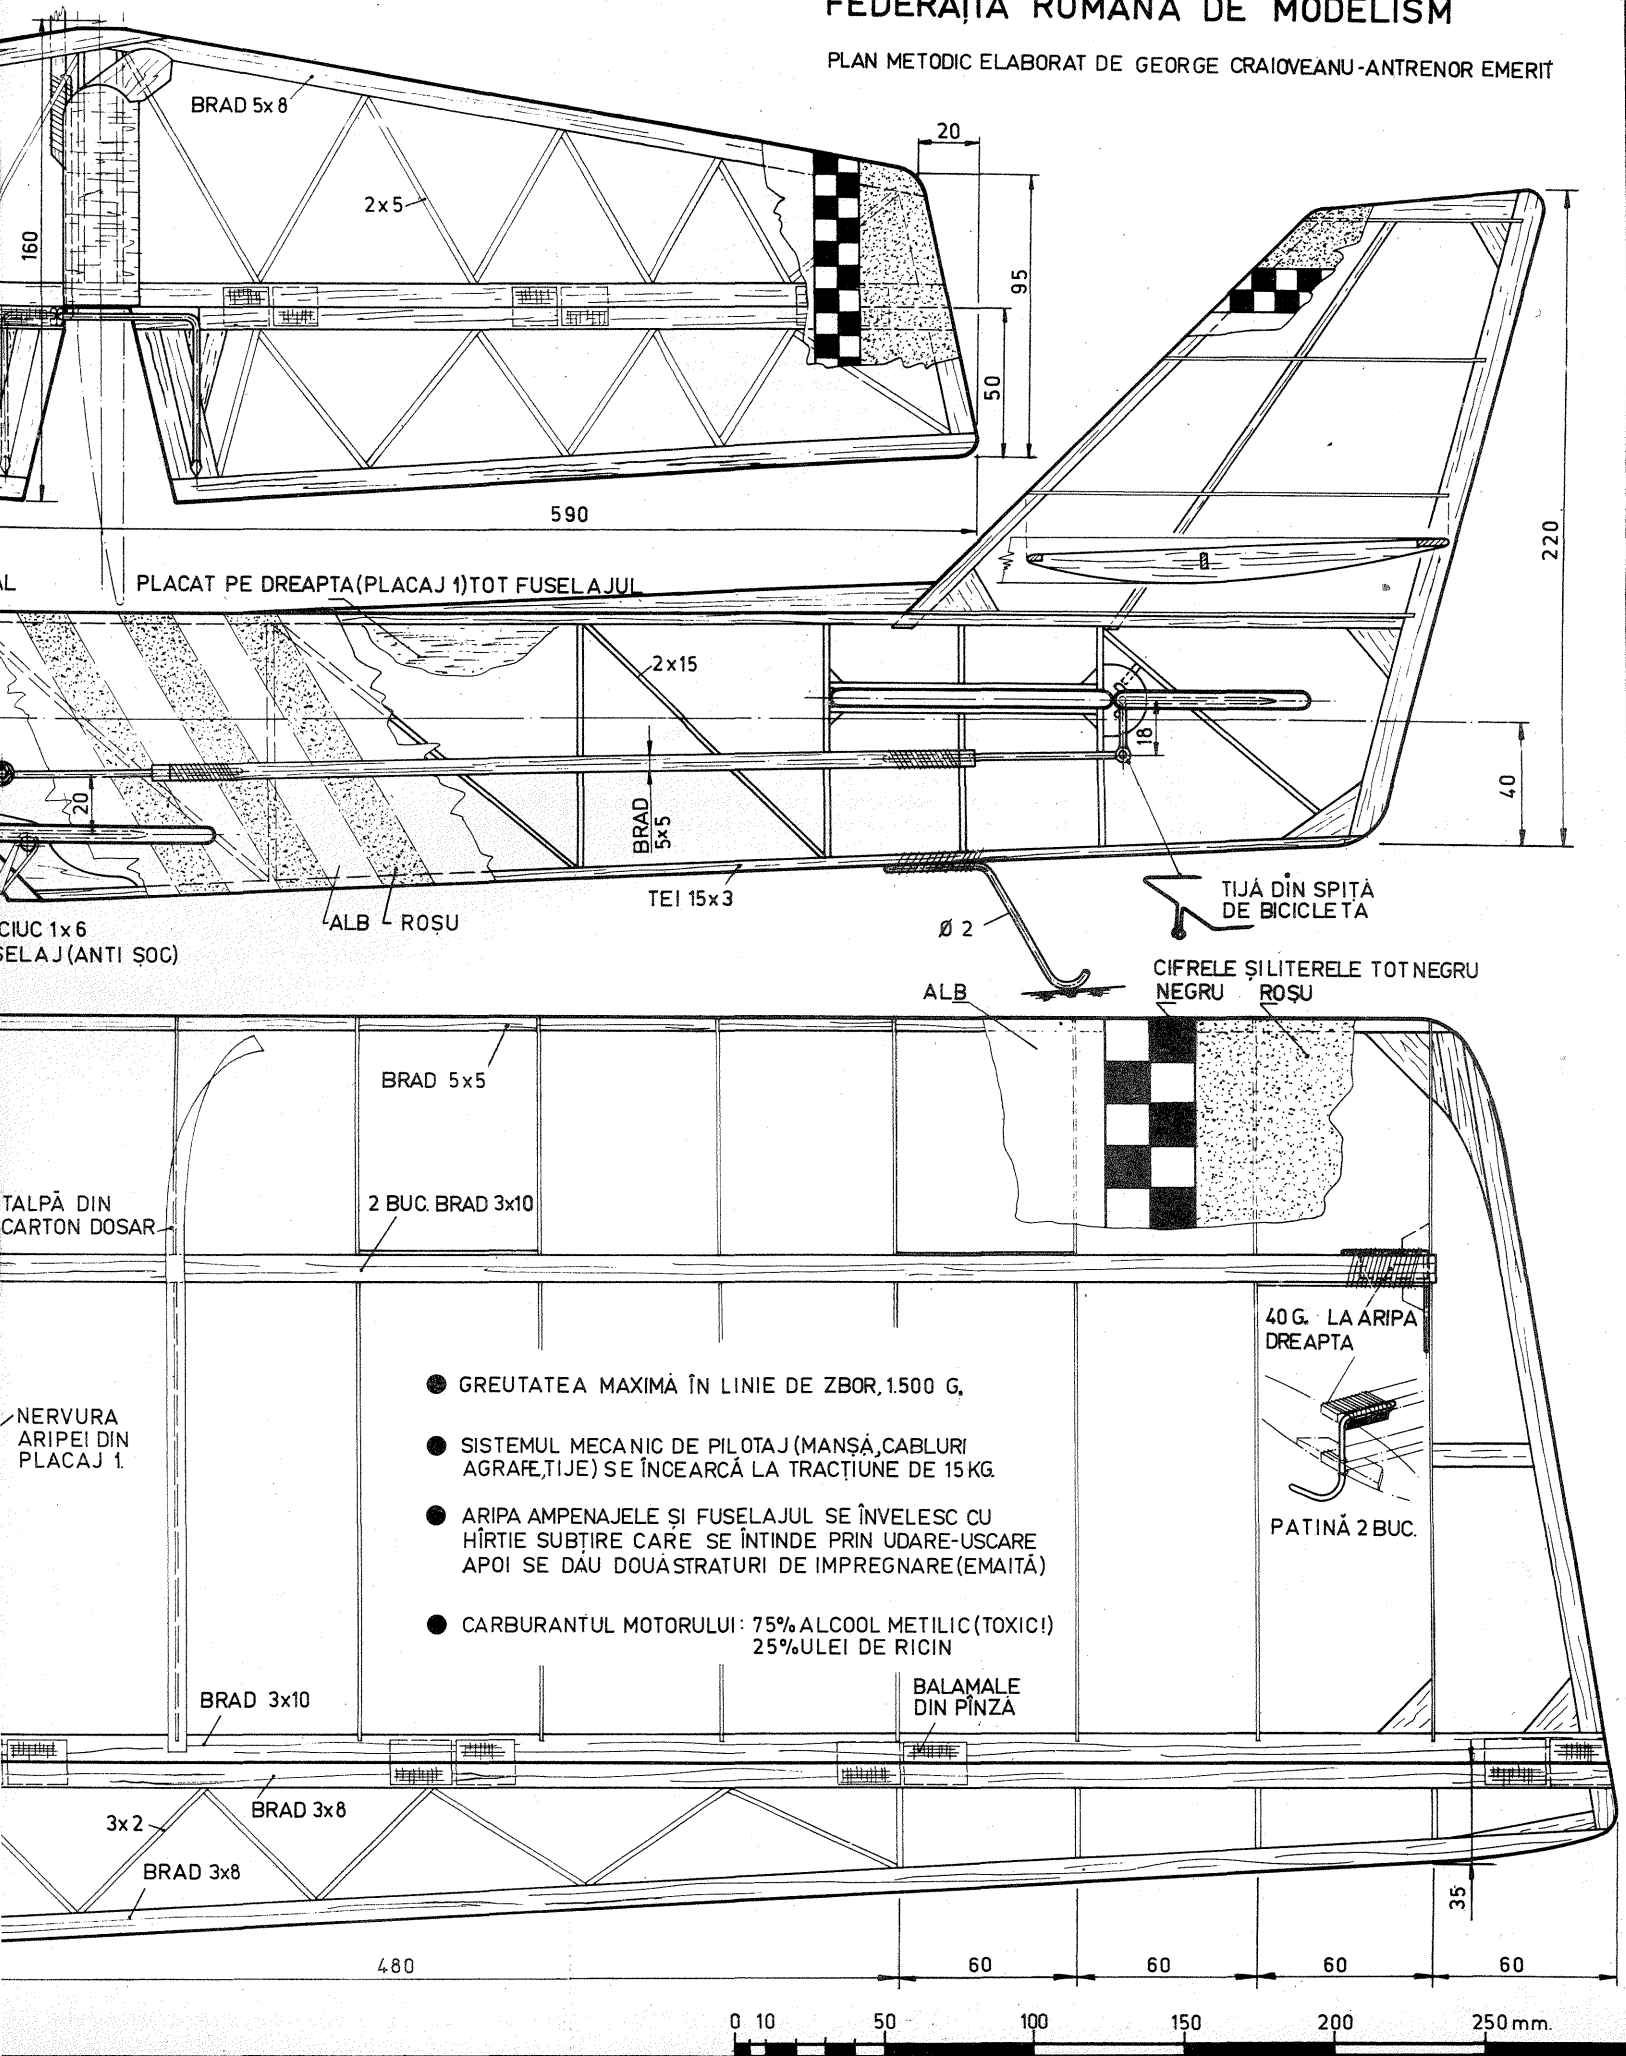 FEDERAȚIA ROMÂNĂ DE MODELISM
PLAN METODIC ELABORAT DE GEORGE CRAIOVEANU-ANTRENOR EMERIT
BRAD 5x8
20
2x5
160
95
50
590
220
AL
PLACAT PE DREAPTA(PLACAJ 1)TOT FUSELAJUL
2x15
18
40
20
BRAD
5x5
TEI 15x3
TIJĂ DIN SPIȚĂ
DE BICICLETA
CIUC 1x6
SELAJ(ANTI ȘOC)
ALB
ROȘU
Ø 2
ALB
CIFRELE ȘI LITERELE TOT NEGRU
NEGRU ROȘU
BRAD 5x5
TALPĂ DIN
CARTON DOSAR
2 BUC. BRAD 3x10
40 G. LA ARIPA
DREAPTA
● GREUTATEA MAXIMĂ ÎN LINIE DE ZBOR, 1.500 G.
NERVURA
ARIPEI DIN
PLACAJ 1.
● SISTEMUL MECANIC DE PILOTAJ (MANȘĂ,CABLURI
AGRAFE,TIJE) SE ÎNCEARCĂ LA TRACȚIUNE DE 15 KG.
● ARIPA AMPENAJELE ȘI FUSELAJUL SE ÎNVELESC CU
HÎRTIE SUBȚIRE CARE SE ÎNTINDE PRIN UDARE-USCARE
APOI SE DĂU DOUĂ STRATURI DE IMPREGNARE (EMAITĂ)
PATINĂ 2 BUC.
● CARBURANTUL MOTORULUI: 75% ALCOOL METILIC (TOXIC!)
25% ULEI DE RICIN
BRAD 3x10
BALAMALE
DIN PÎNZĂ
BRAD 3x8
3x2
BRAD 3x8
35
480
60
60
60
60
0 10 50 100 150 200 250 mm.